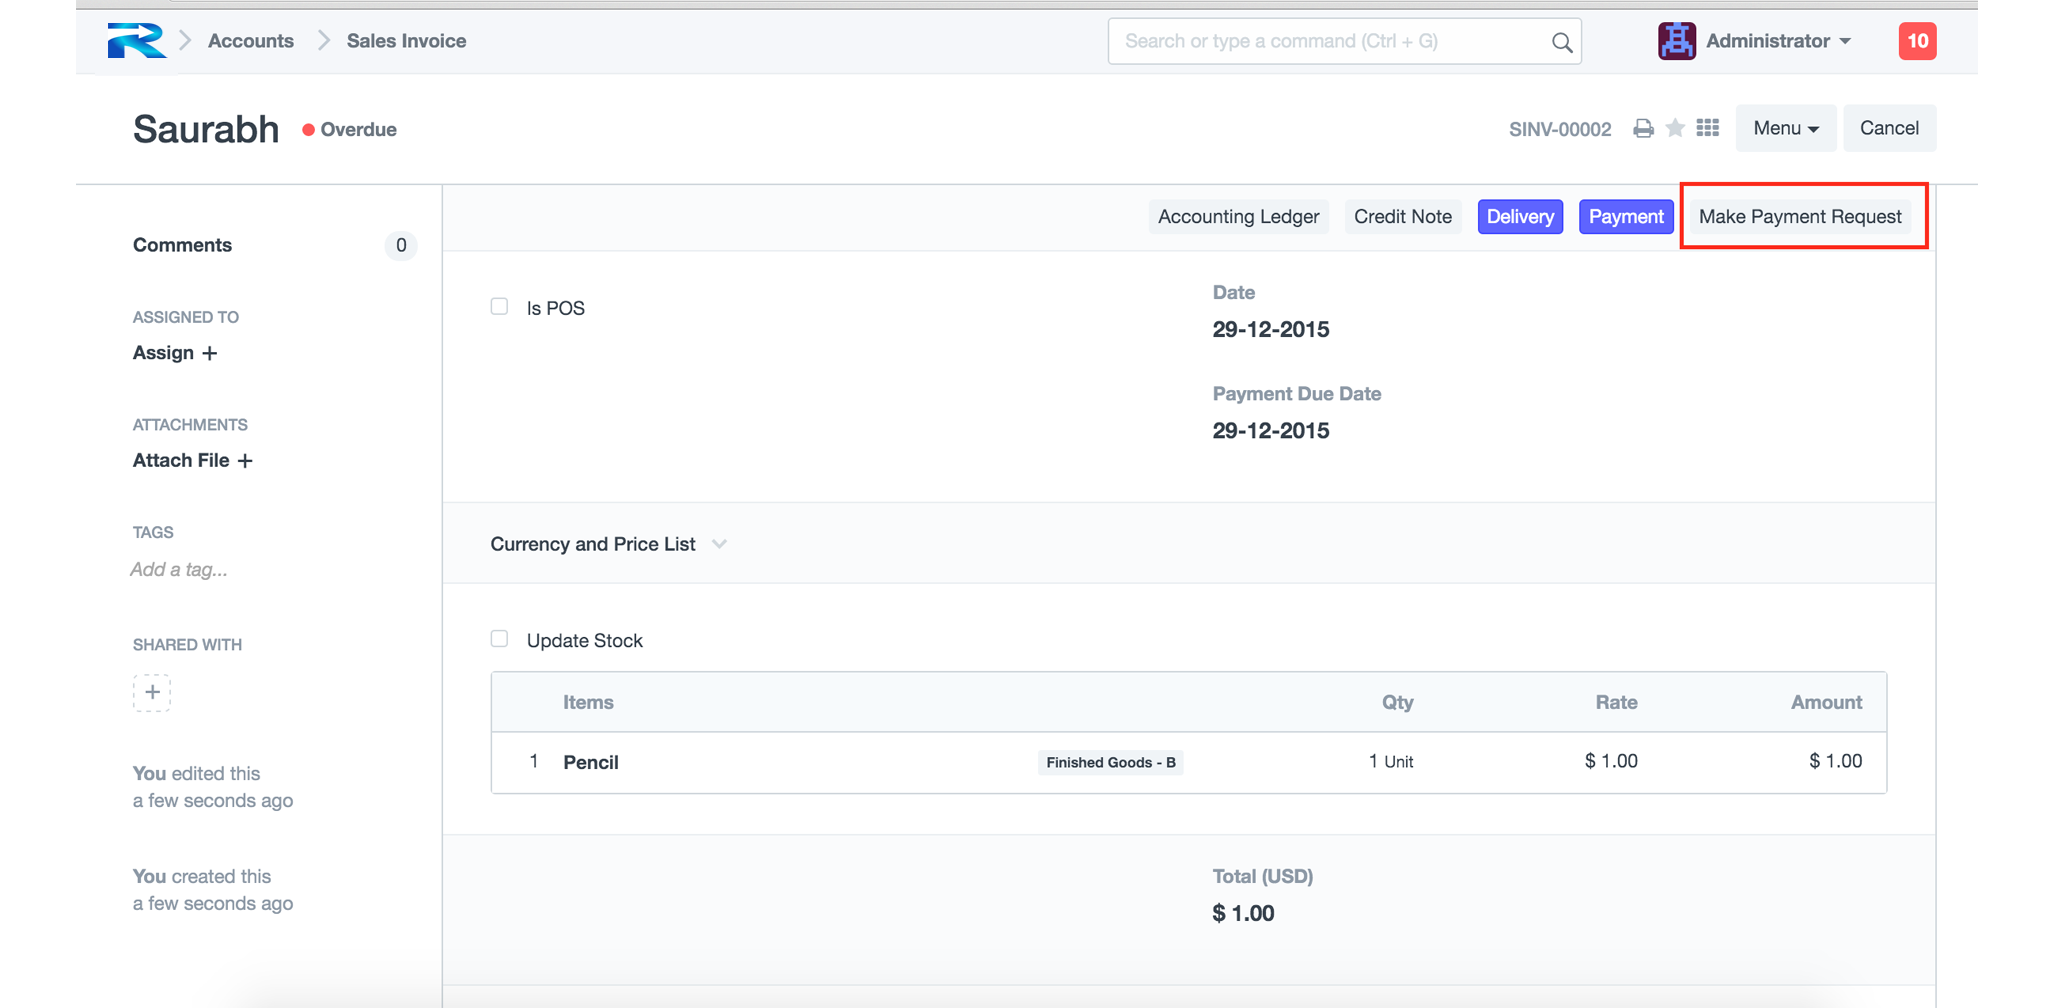 Accounts Sales Invoice Search or type a command (Ctrl + G) Administrator 10
Saurabh Overdue SINV-00002 Menu Cancel
Accounting Ledger Credit Note Delivery Payment Make Payment Request
Comments 0
ASSIGNED TO
Assign +
ATTACHMENTS
Attach File +
TAGS
Add a tag...
SHARED WITH
+
You edited this
a few seconds ago
You created this
a few seconds ago
Is POS
Date
29-12-2015
Payment Due Date
29-12-2015
Currency and Price List
Update Stock
Items Qty Rate Amount
1 Pencil Finished Goods - B 1 Unit $ 1.00 $ 1.00
Total (USD)
$ 1.00